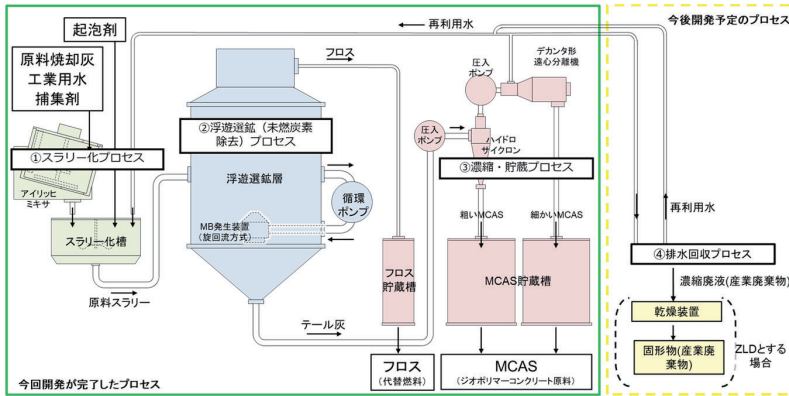 再利用水
今後開発予定のプロセス
起泡剤
原料焼却灰
工業用水
捕集剤
①スラリー化プロセス
アイリッヒ
ミキサ
スラリー化槽
原料スラリー
②浮遊選鉱（未燃炭素
除去）プロセス
浮遊選鉱層
MB発生装置
(旋回流方式)
循環
ポンプ
フロス
テール灰
フロス
貯蔵槽
フロス
(代替燃料)
圧入
ポンプ
圧入
ポンプ
デカンタ形
遠心分離機
ハイドロ
サイクロン
③濃縮・貯蔵プロセス
粗いMCAS
細かいMCAS
MCAS貯蔵槽
MCAS
(ジオポリマーコンクリート原料)
今回開発が完了したプロセス
再利用水
④排水回収プロセス
濃縮廃液(産業廃棄物)
乾燥装置
固形物(産業廃
棄物)
ZLDとする
場合